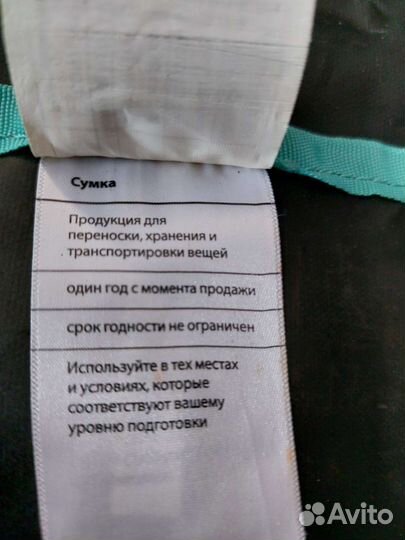 Сумка
Продукция для
переноски, хранения и
транспортировки вещей
один год с момента продажи
срок годности не ограничен
Используйте в тех местах
и условиях, которые
соответствуют вашему
уровню подготовки
Avito